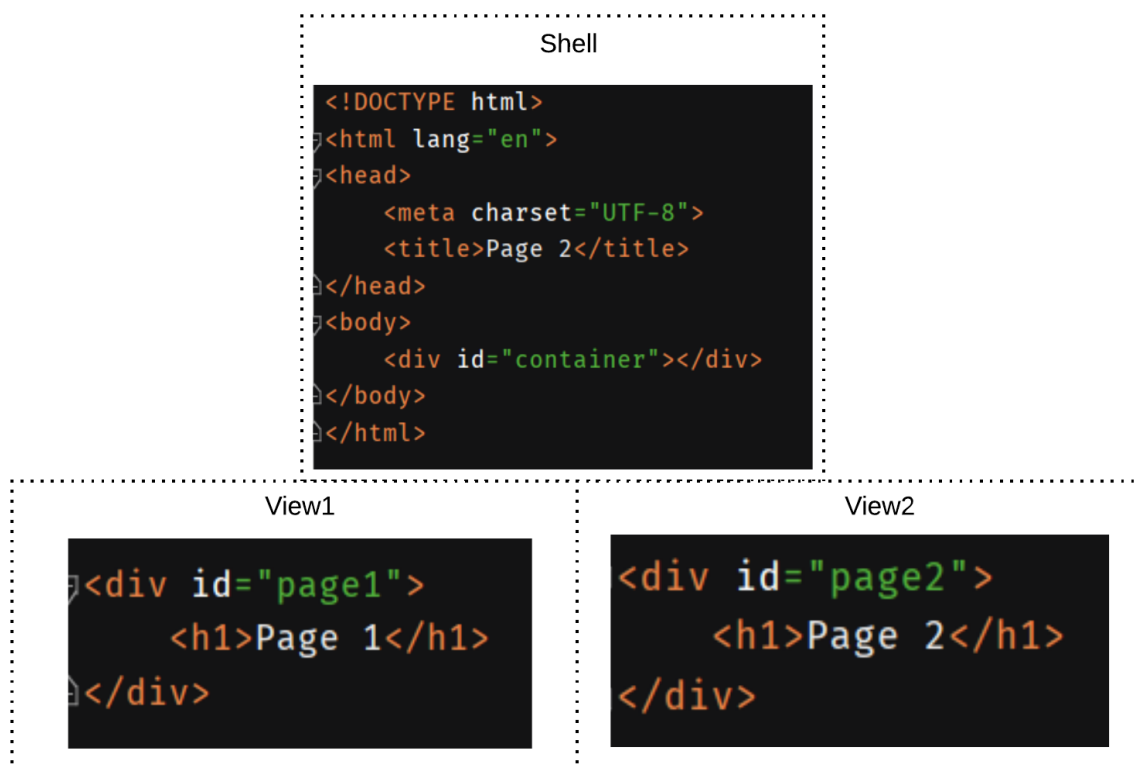 Shell
<!DOCTYPE html>
<html lang="en">
<head>
    <meta charset="UTF-8">
    <title>Page 2</title>
</head>
<body>
    <div id="container"></div>
</body>
</html>
View1
<div id="page1">
    <h1>Page 1</h1>
</div>
View2
<div id="page2">
    <h1>Page 2</h1>
</div>